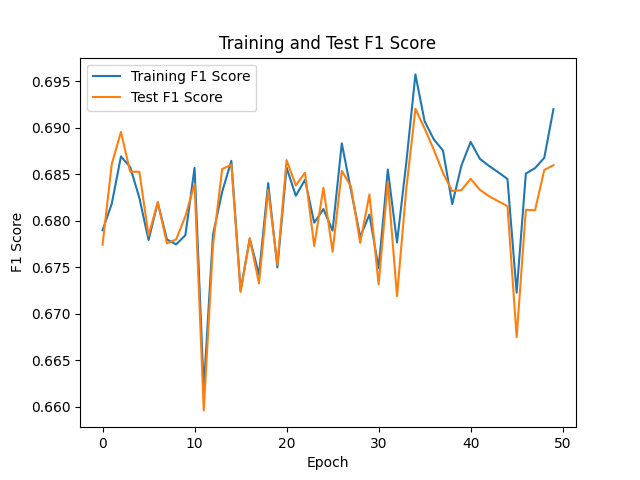 Training and Test F1 Score
Training F1 Score
Test F1 Score
0.695
0.690
0.685
0.680
0.675
0.670
0.665
0.660
F1 Score
0 10 20 30 40 50
Epoch